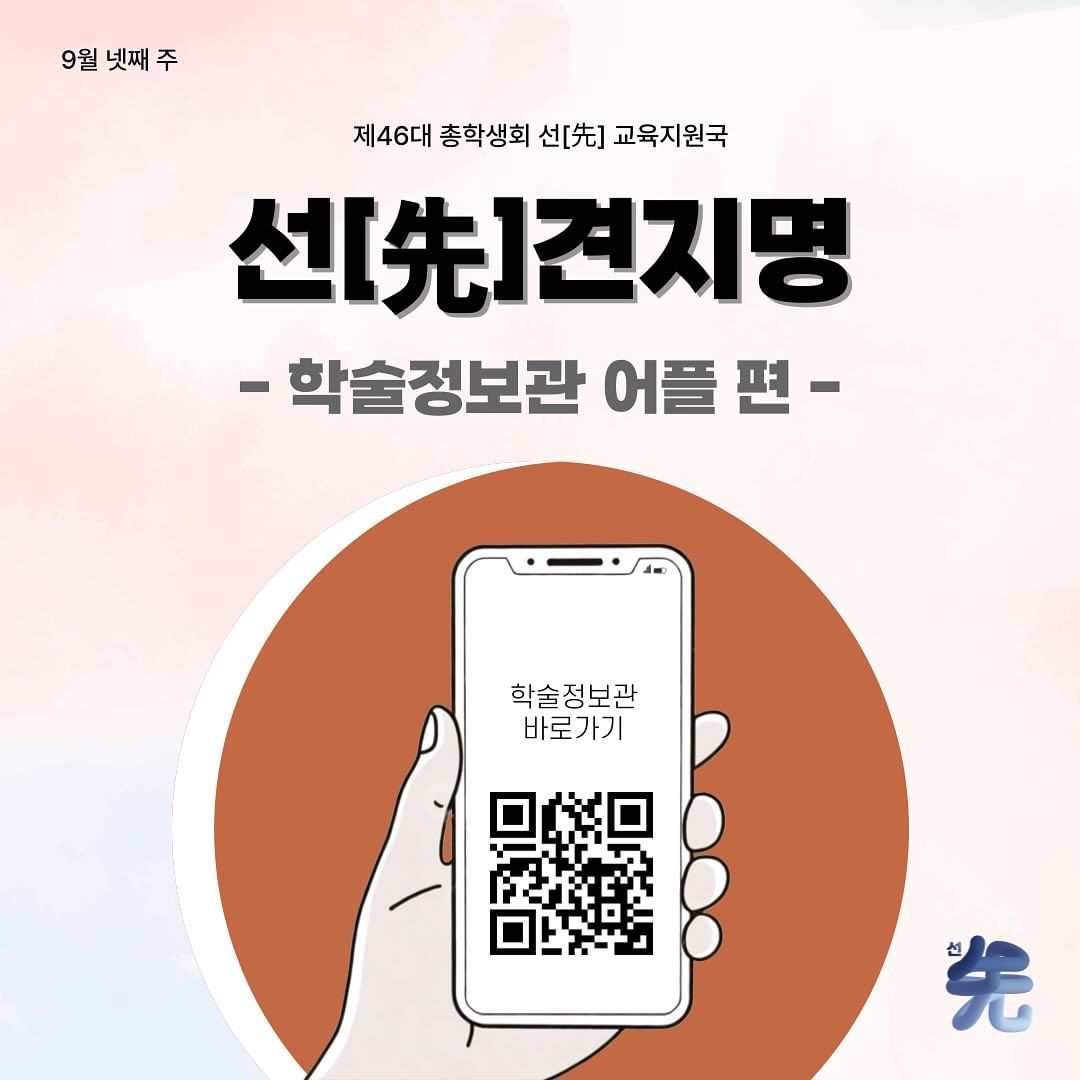 9월 넷째 주
제46대 총학생회 선[先] 교육지원국
선[先]견지명
- 학술정보관 어플 편 -
학술정보관
바로가기
선 先